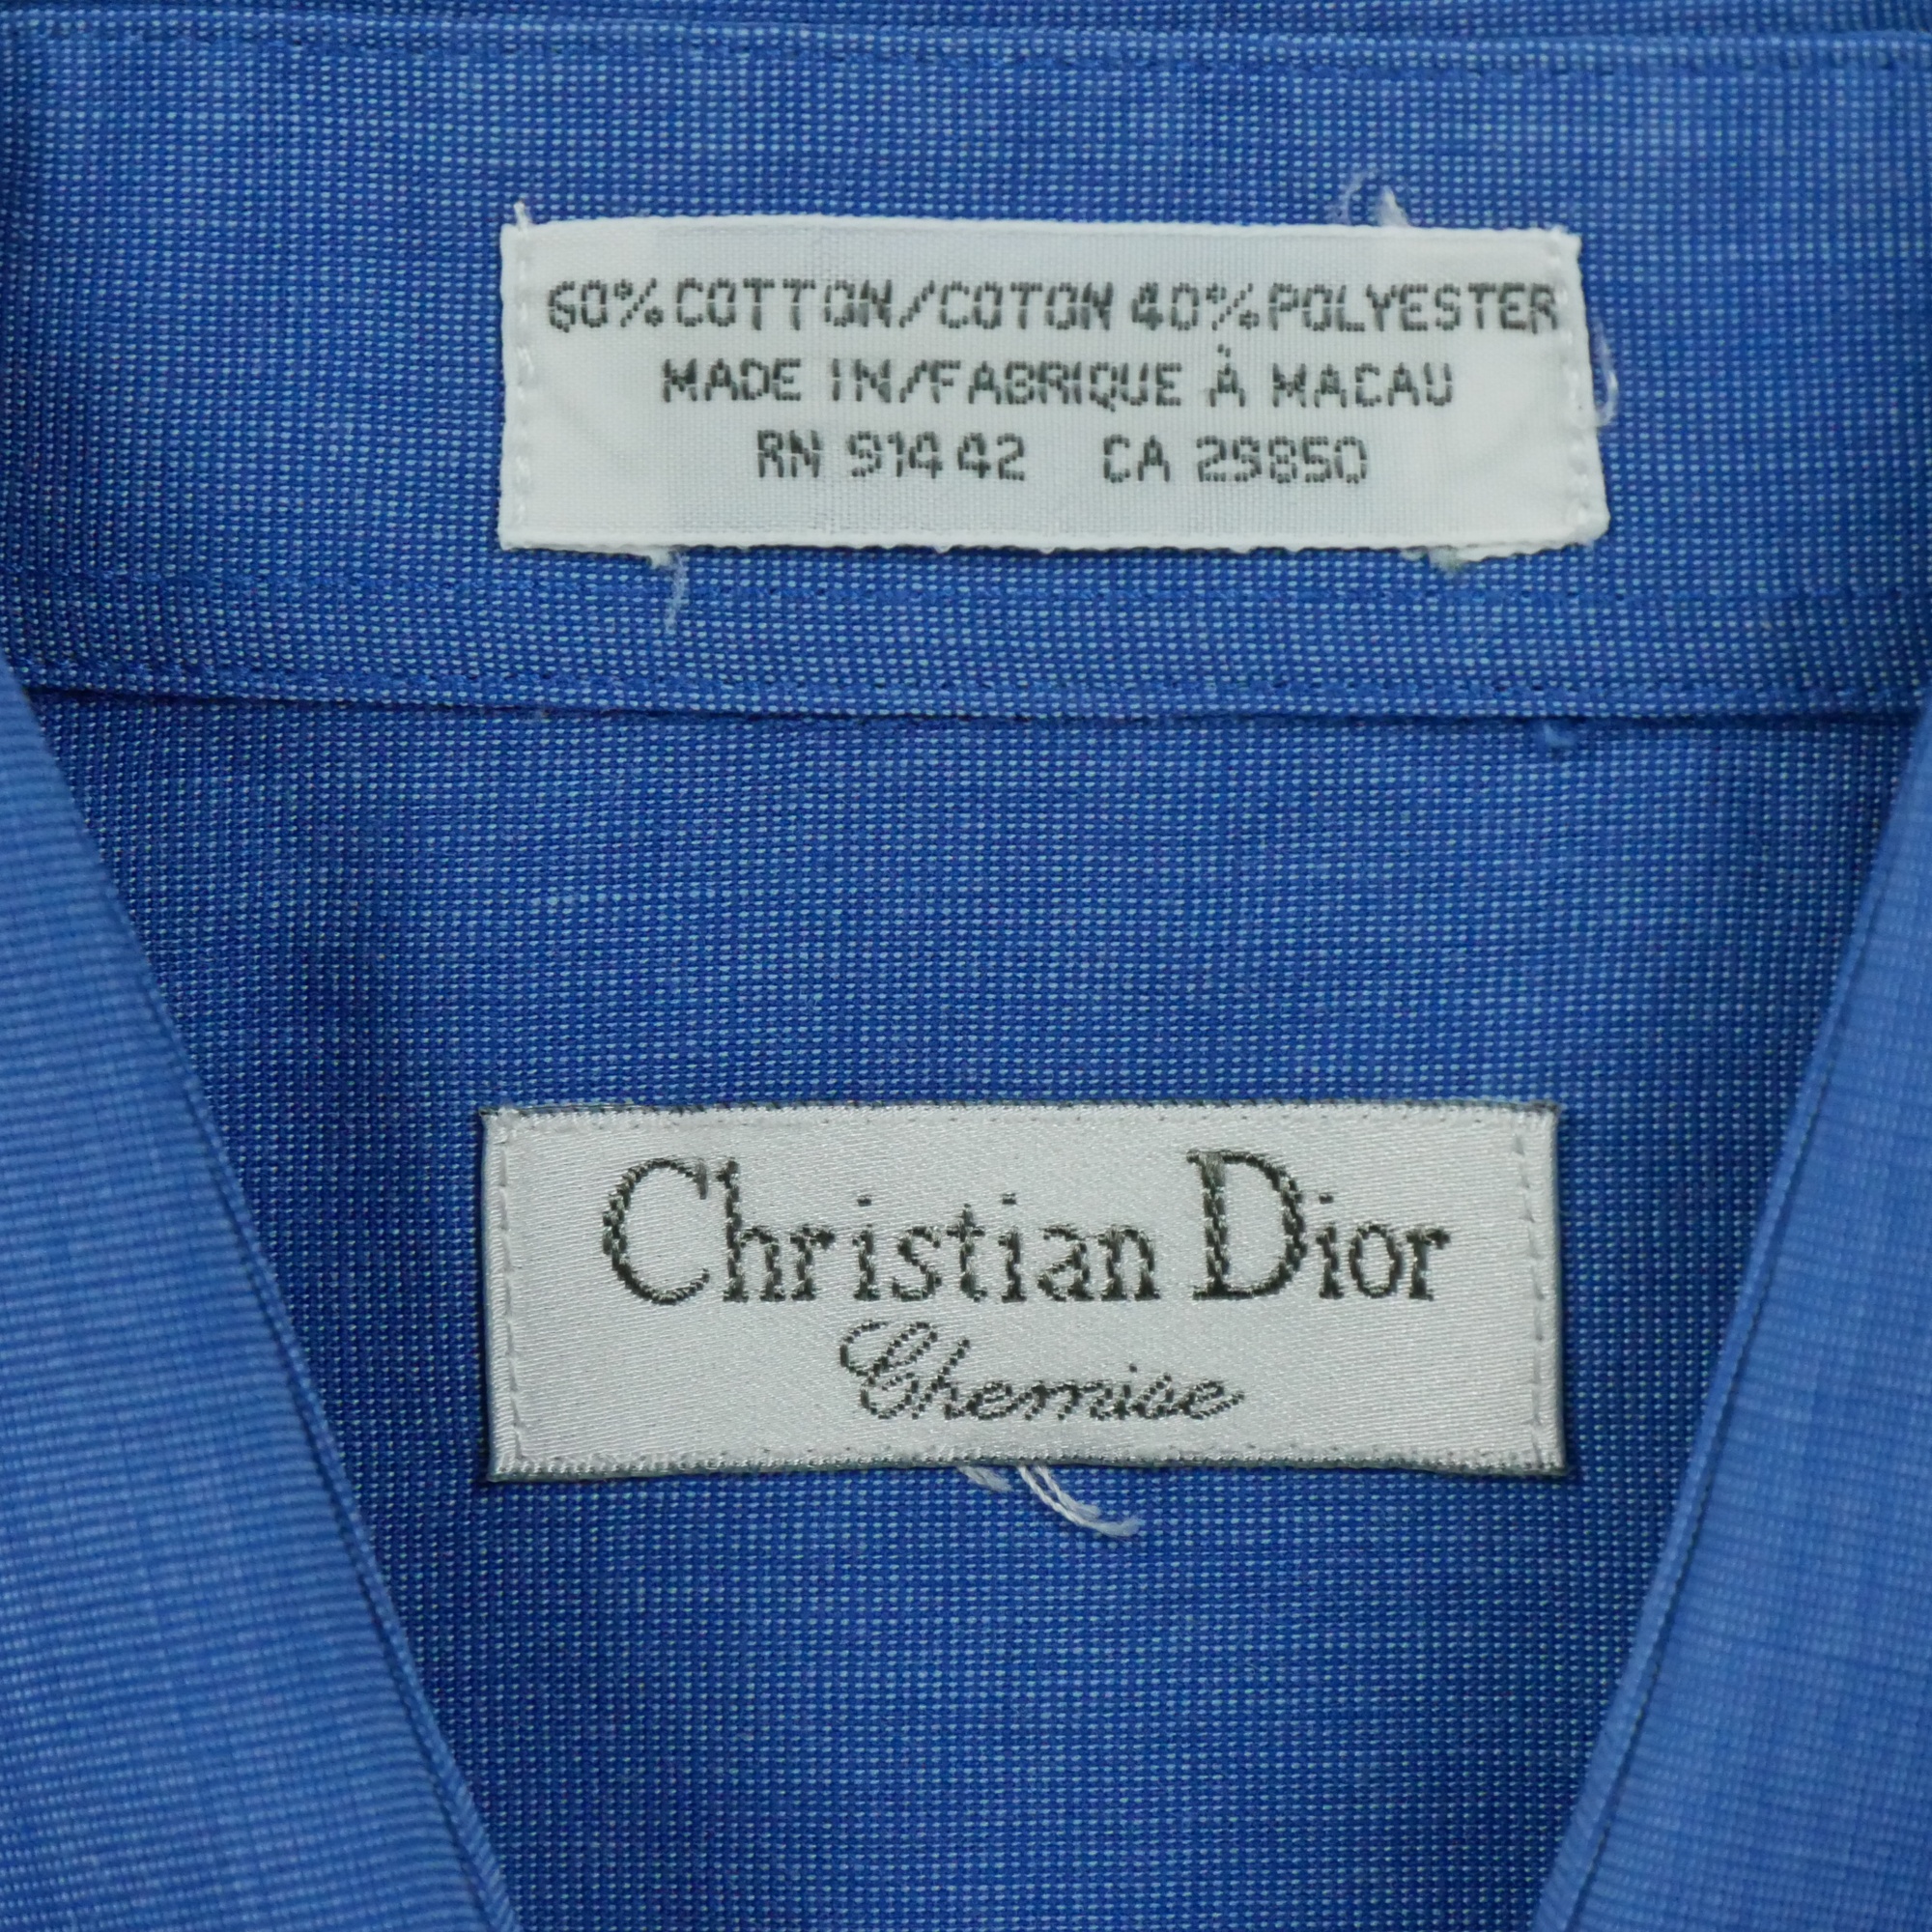 60% COTTON/COTON 40% POLYESTER
MADE IN/FABRIQUE À MACAU
RN 91442 CA 29850
Christian Dior
Chemise